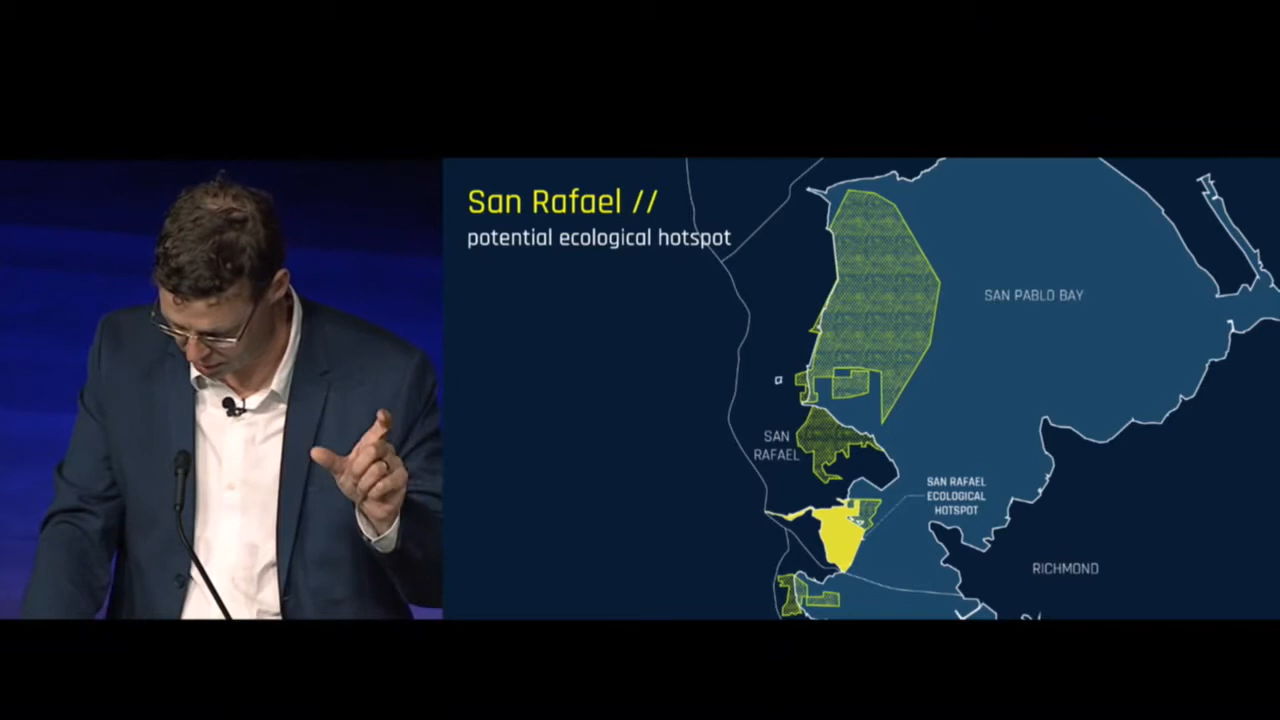 San Rafael //
potential ecological hotspot
SAN PABLO BAY
SAN
RAFAEL
SAN RAFAEL
ECOLOGICAL
HOTSPOT
RICHMOND